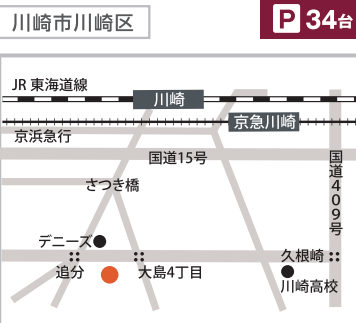 川崎市川崎区
P 34台
JR 東海道線
川崎
京急川崎
京浜急行
国道15号
国道409号
さつき橋
デニーズ
久根崎
追分
大島4丁目
川崎高校